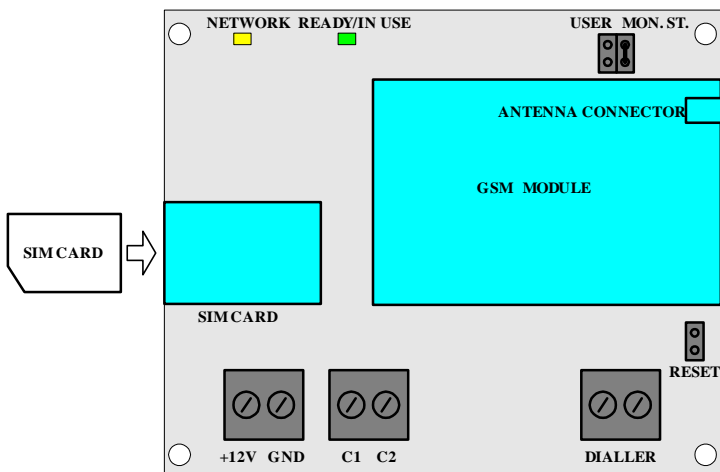 NETWORK READY/IN USE USER MON. ST.
ANTENNA CONNECTOR
GSM MODULE
SIM CARD
SIM CARD
RESET
+12V GND C1 C2 DIALLER